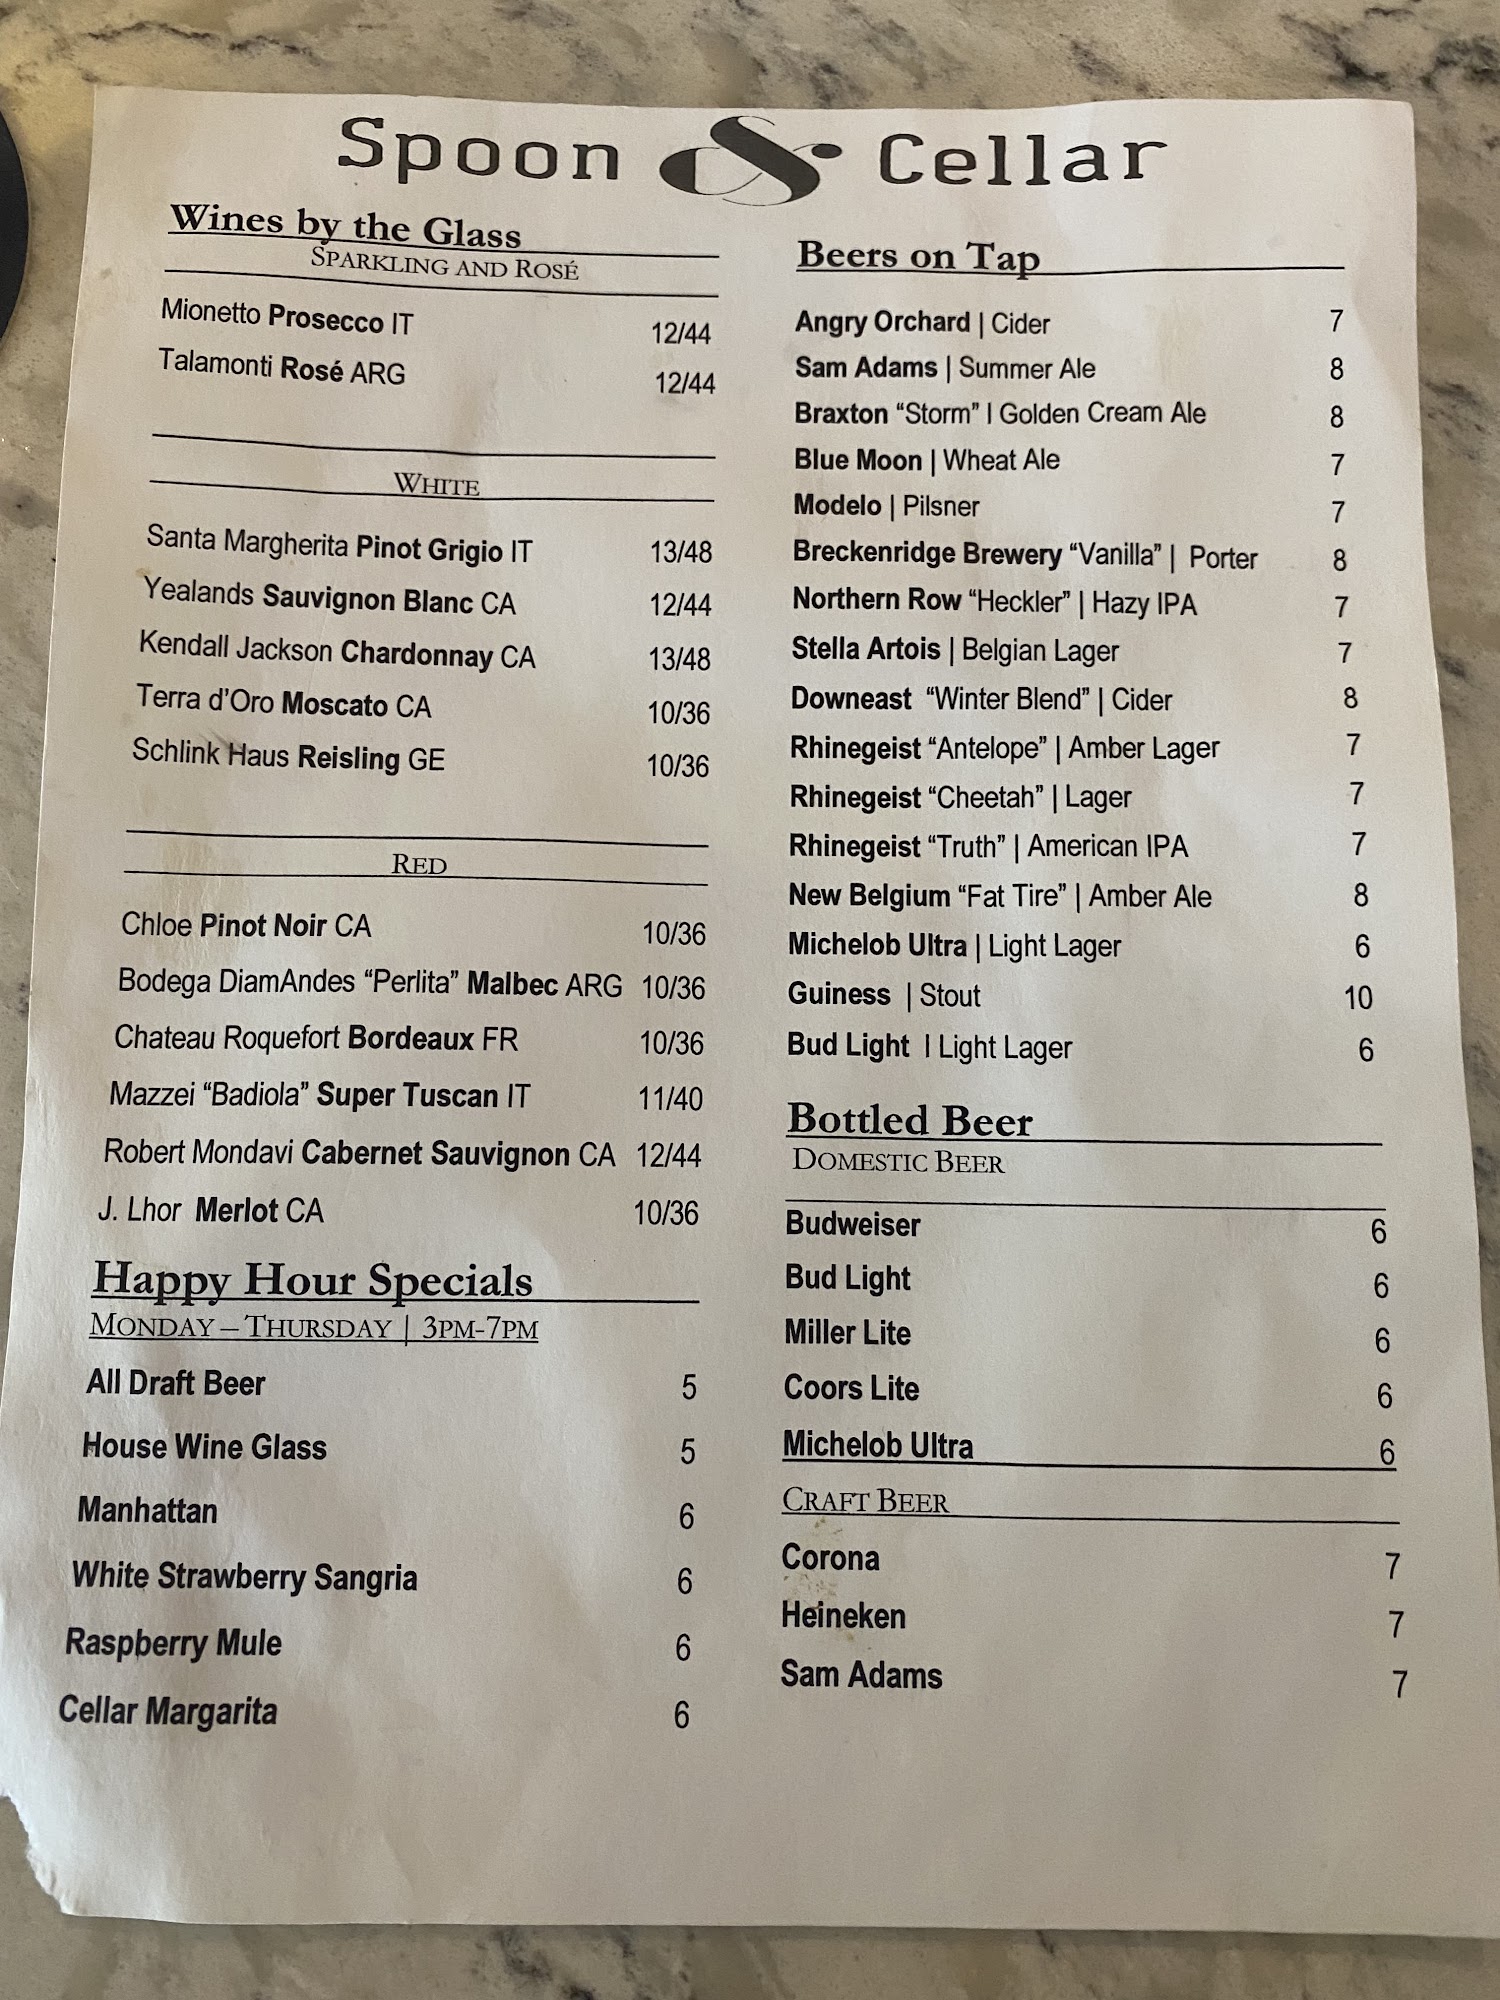 Spoon & Cellar
Wines by the Glass
SPARKLING AND ROSÉ
Mionetto Prosecco IT 12/44
Talamonti Rosé ARG 12/44
WHITE
Santa Margherita Pinot Grigio IT 13/48
Yealands Sauvignon Blanc CA 12/44
Kendall Jackson Chardonnay CA 13/48
Terra d'Oro Moscato CA 10/36
Schlink Haus Reisling GE 10/36
RED
Chloe Pinot Noir CA 10/36
Bodega DiamAndes “Perlita” Malbec ARG 10/36
Chateau Roquefort Bordeaux FR 10/36
Mazzei “Badiola” Super Tuscan IT 11/40
Robert Mondavi Cabernet Sauvignon CA 12/44
J. Lhor Merlot CA 10/36
Happy Hour Specials
MONDAY – THURSDAY | 3PM-7PM
All Draft Beer 5
House Wine Glass 5
Manhattan 6
White Strawberry Sangria 6
Raspberry Mule 6
Cellar Margarita 6
Beers on Tap
Angry Orchard | Cider 7
Sam Adams | Summer Ale 8
Braxton “Storm” l Golden Cream Ale 8
Blue Moon | Wheat Ale 7
Modelo | Pilsner 7
Breckenridge Brewery “Vanilla” | Porter 8
Northern Row “Heckler” | Hazy IPA 7
Stella Artois | Belgian Lager 7
Downeast “Winter Blend” | Cider 8
Rhinegeist “Antelope” | Amber Lager 7
Rhinegeist “Cheetah” | Lager 7
Rhinegeist “Truth” | American IPA 7
New Belgium “Fat Tire” | Amber Ale 8
Michelob Ultra | Light Lager 6
Guiness | Stout 10
Bud Light l Light Lager 6
Bottled Beer
DOMESTIC BEER
Budweiser 6
Bud Light 6
Miller Lite 6
Coors Lite 6
Michelob Ultra 6
CRAFT BEER
Corona 7
Heineken 7
Sam Adams 7